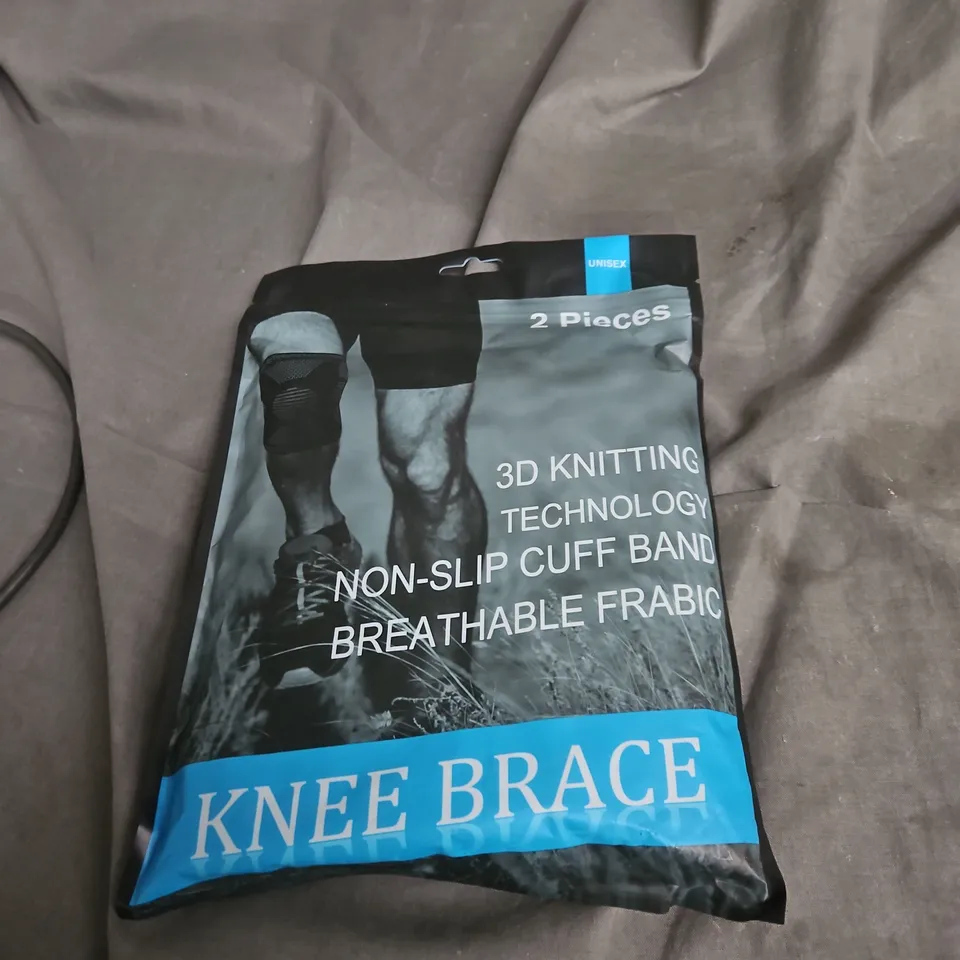 UNISEX
2 Pieces
3D KNITTING
TECHNOLOGY
NON-SLIP CUFF BAND
BREATHABLE FRABIC
KNEE BRACE